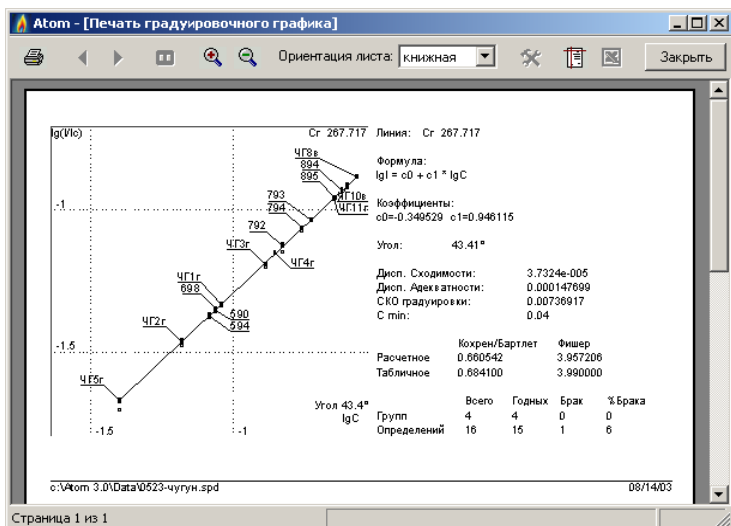 Atom - [Печать градуировочного графика]
Ориентация листа: книжная Закрыть
lg(I/Ic) Cr 267.717
ЧГ8в
894
895
ЧГ10в
ЧГ11г
-1
793
794
792
ЧГ3г
ЧГ4г
ЧГ1г
698
590
594
ЧГ2г
-1.5
ЧГ5г
Угол 43.4°
lgC
-1.5 -1
Линия: Cr 267.717
Формула:
lgI = c0 + c1 * lgC
Коэффициенты:
c0=-0.349529 c1=0.946115
Угол: 43.41°
Дисп. Сходимости: 3.7324e-005
Дисп. Адекватности: 0.000147699
СКО градуировки: 0.00736917
C min: 0.04
Кохрен/Бартлет Фишер
Расчетное 0.660542 3.957206
Табличное 0.684100 3.990000
Всего Годных Брак %Брака
Групп 4 4 0 0
Определений 16 15 1 6
c:\Atom 3.0\Data\0523-чугун.spd 08/14/03
Страница 1 из 1